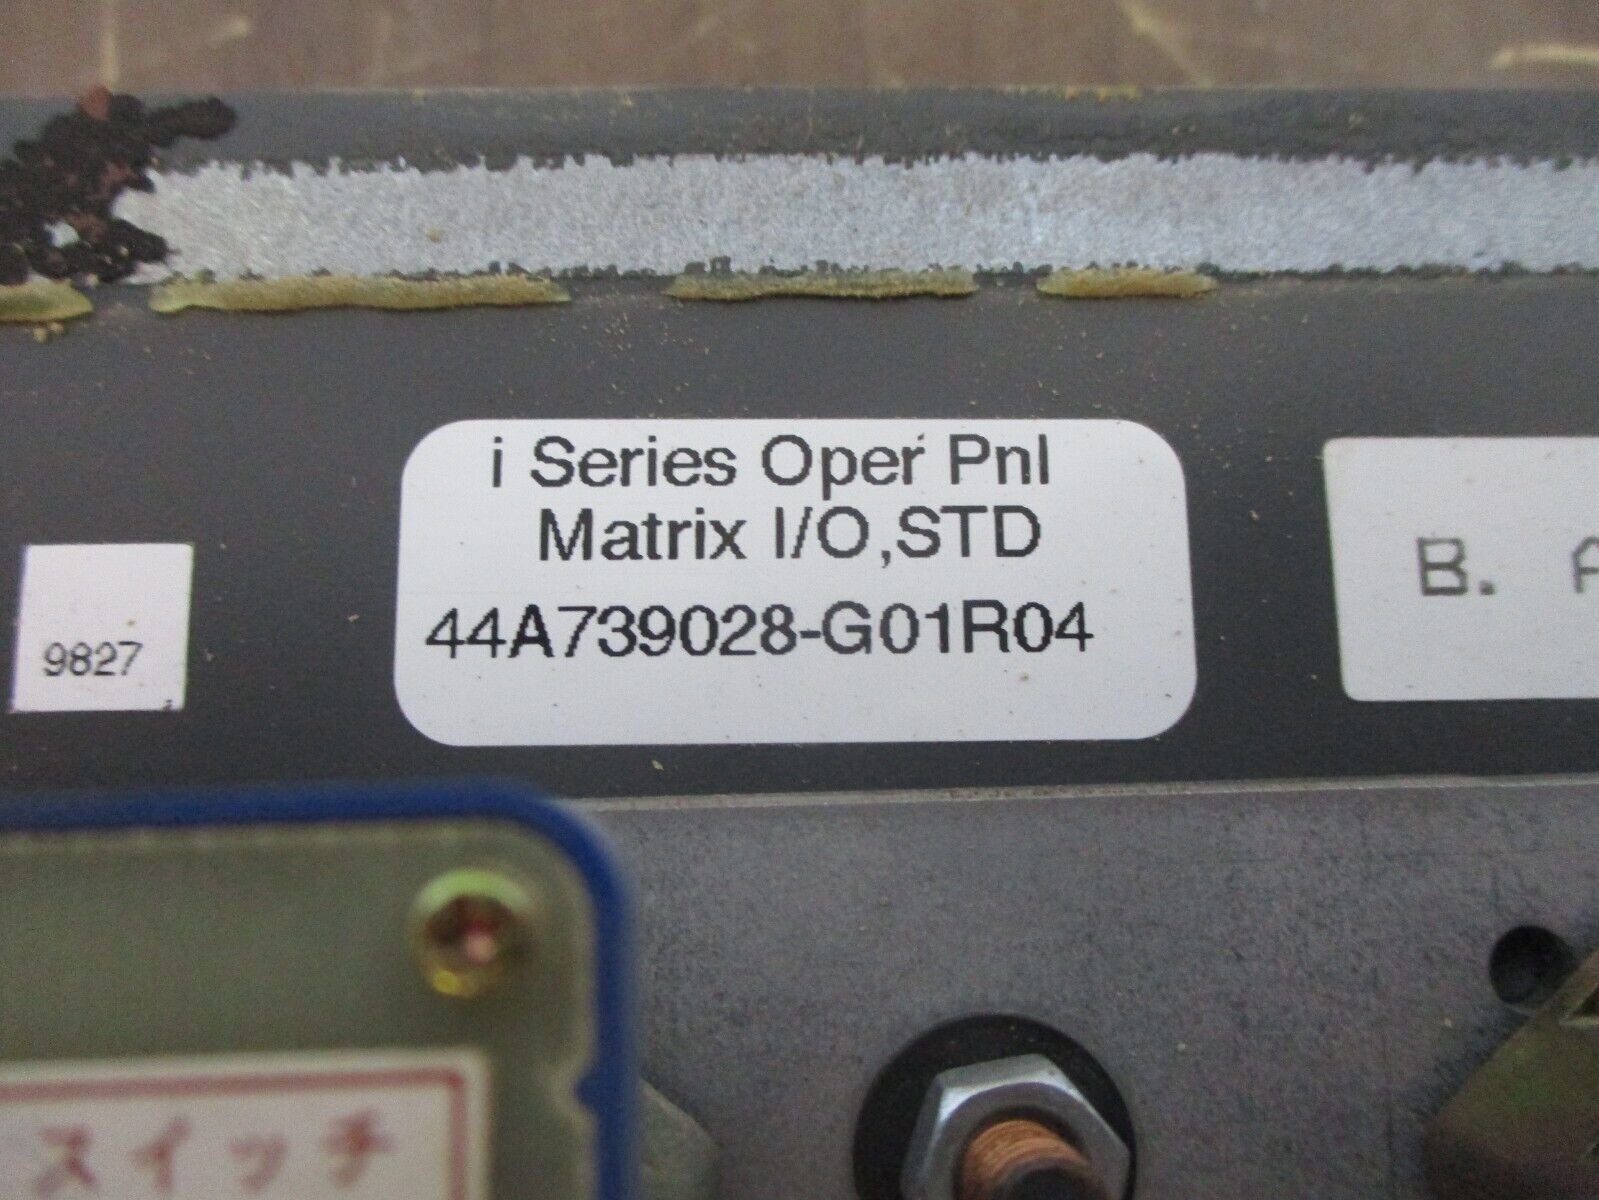 i Series Oper Pnl
Matrix I/O,STD
44A739028-G01R04
9827
B. A
スイッチ